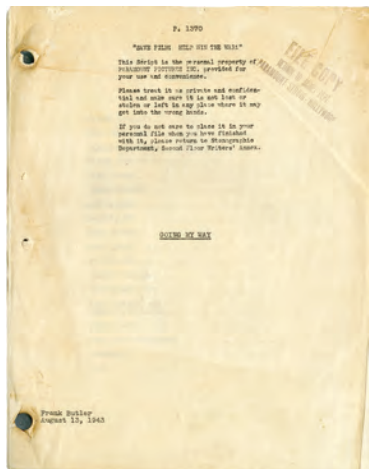 P. 1270
"SAVE FILM: HELP WIN THE WAR!"
This Script is the personal property of
PARAMOUNT PICTURES INC. provided for
your use and convenience.
Please treat it as private and confiden-
tial and make sure it is not lost or
stolen or left in any place where it may
get into the wrong hands.
If you do not care to place it in your
personal file when you have finished
with it, please return to Stenographic
Department, Second Floor Writers' Annex.
FILE COPY
PARAMOUNT
GOING MY WAY
Frank Butler
August 13, 1943